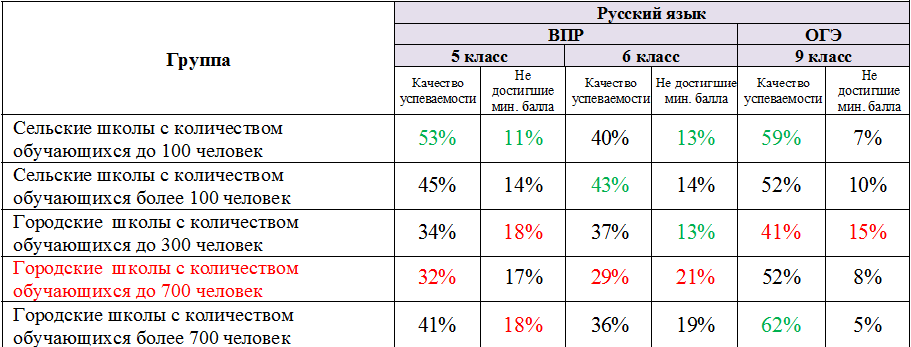 Русский язык
Группа
ВПР
ОГЭ
5 класс
6 класс
9 класс
Качество успеваемости
Не достигшие мин. балла
Качество успеваемости
Не достигшие мин. балла
Качество успеваемости
Не достигшие мин. балла
Сельские школы с количеством
обучающихся до 100 человек
53% 11% 40% 13% 59% 7%
Сельские школы с количеством
обучающихся более 100 человек
45% 14% 43% 14% 52% 10%
Городские школы с количеством
обучающихся до 300 человек
34% 18% 37% 13% 41% 15%
Городские школы с количеством
обучающихся до 700 человек
32% 17% 29% 21% 52% 8%
Городские школы с количеством
обучающихся более 700 человек
41% 18% 36% 19% 62% 5%